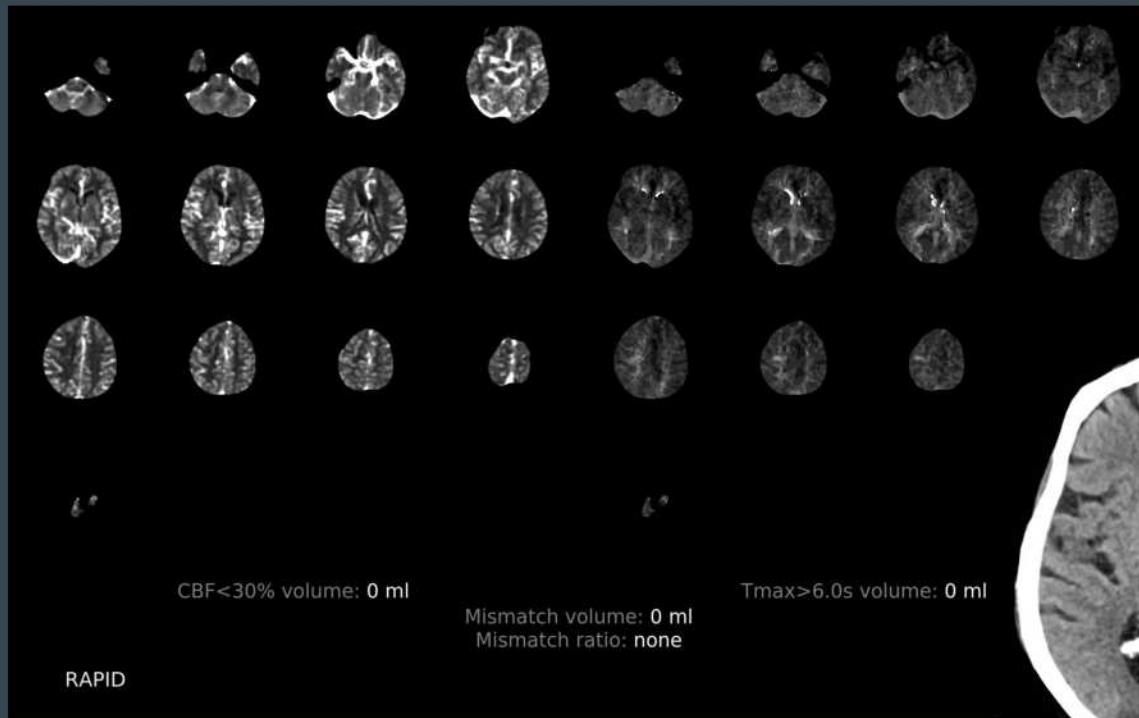 CBF<30% volume: 0 ml
Tmax>6.0s volume: 0 ml
Mismatch volume: 0 ml
Mismatch ratio: none
RAPID